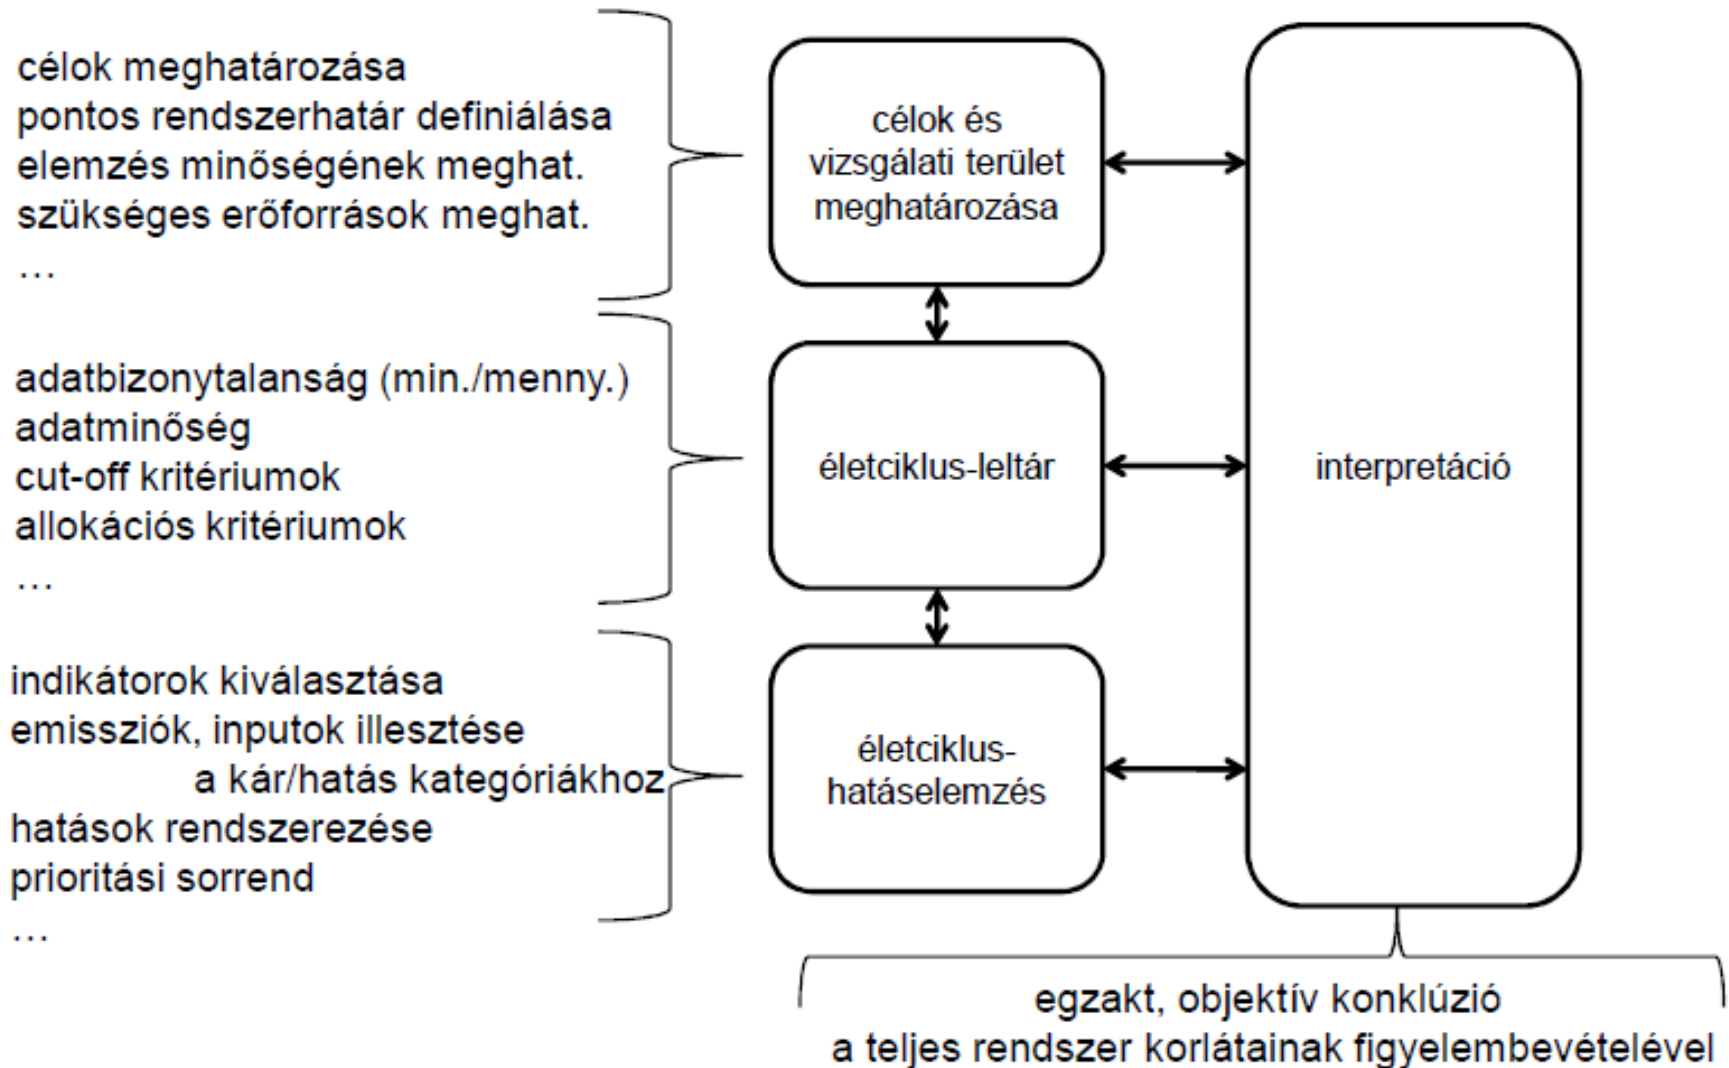 célok meghatározása
pontos rendszerhatár definiálása
elemzés minőségének meghat.
szükséges erőforrások meghat.
...
célok és
vizsgálati terület
meghatározása
adatbizonytalanság (min./menny.)
adatminőség
cut-off kritériumok
allokációs kritériumok
...
életciklus-leltár
interpretáció
indikátorok kiválasztása
emissziók, inputok illesztése
a kár/hatás kategóriákhoz
hatások rendszerezése
prioritási sorrend
...
életciklus-
hatáselemzés
egzakt, objektív konklúzió
a teljes rendszer korlátainak figyelembevételével